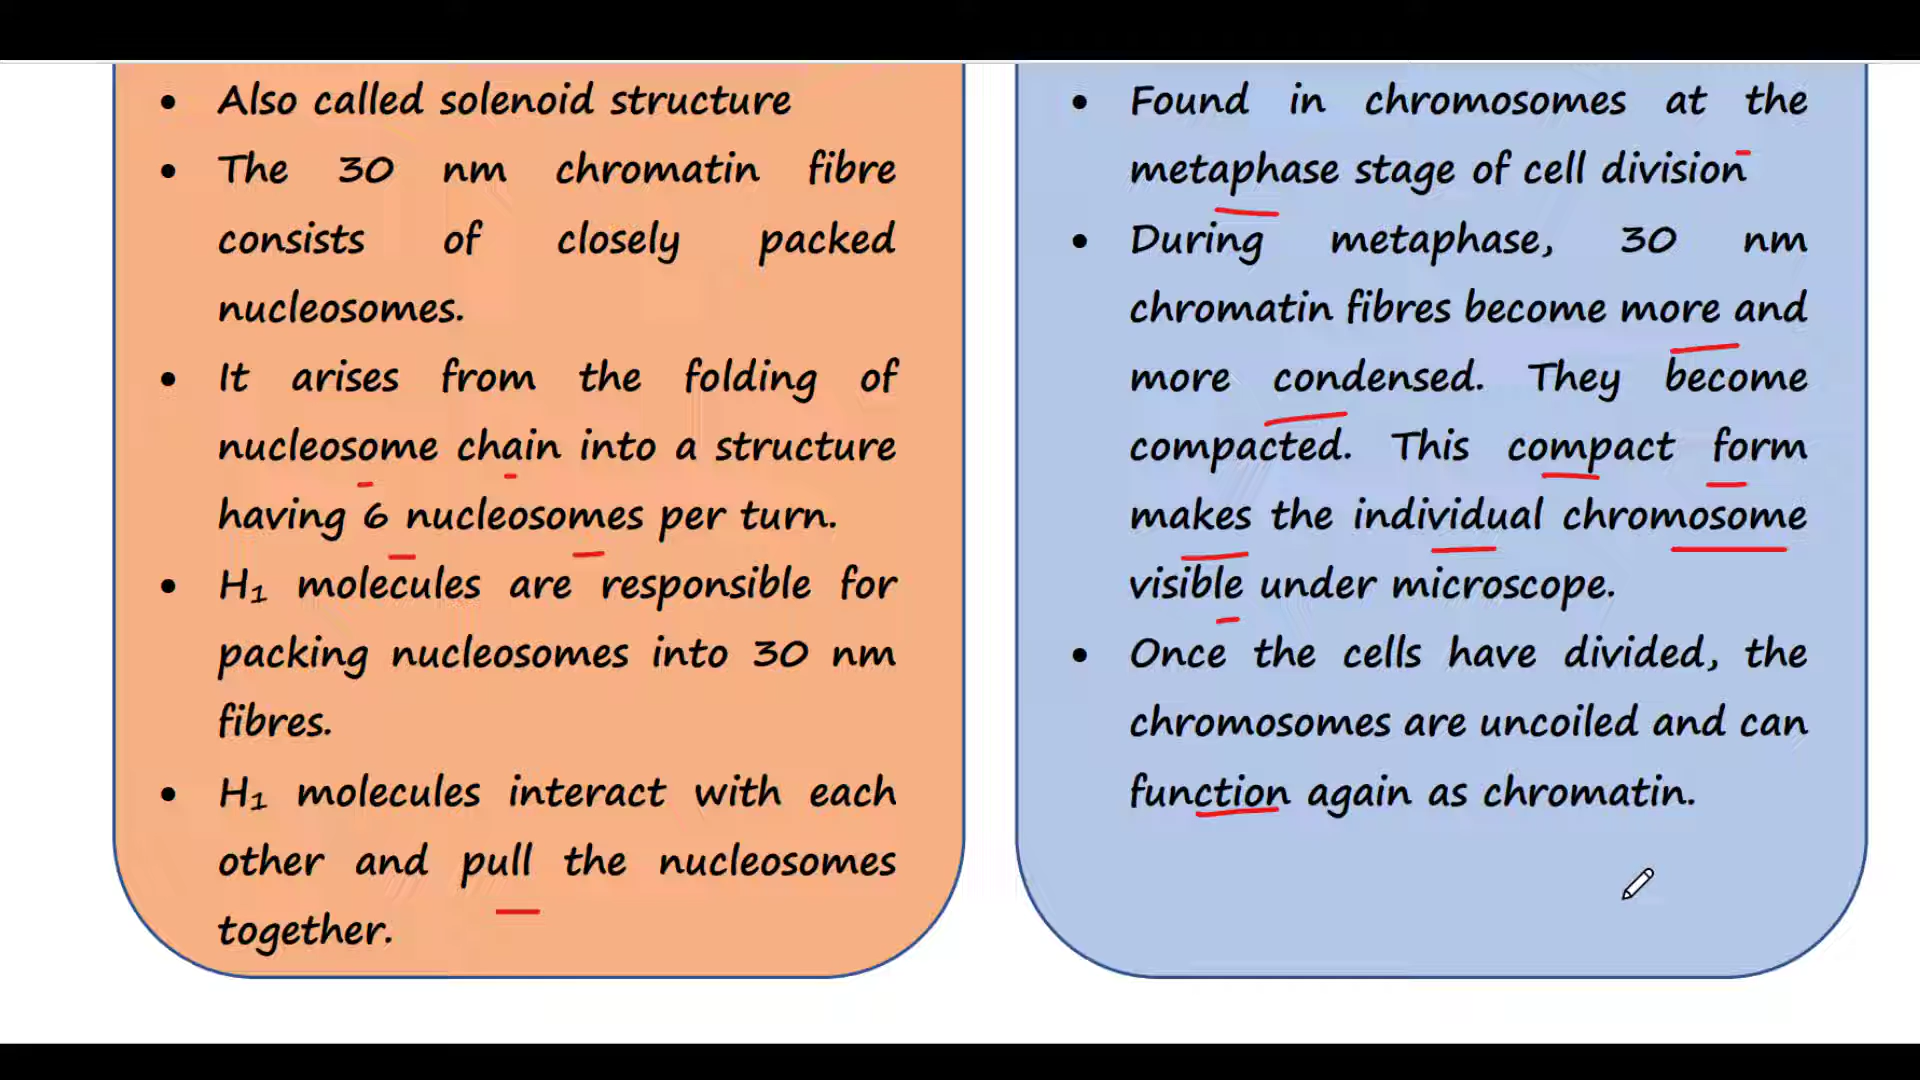 • Also called solenoid structure
• The 30 nm chromatin fibre
consists of closely packed
nucleosomes.
• It arises from the folding of
nucleosome chain into a structure
having 6 nucleosomes per turn.
• H₁ molecules are responsible for
packing nucleosomes into 30 nm
fibres.
• H₁ molecules interact with each
other and pull the nucleosomes
together.
• Found in chromosomes at the
metaphase stage of cell division
• During metaphase, 30 nm
chromatin fibres become more and
more condensed. They become
compacted. This compact form
makes the individual chromosome
visible under microscope.
• Once the cells have divided, the
chromosomes are uncoiled and can
function again as chromatin.